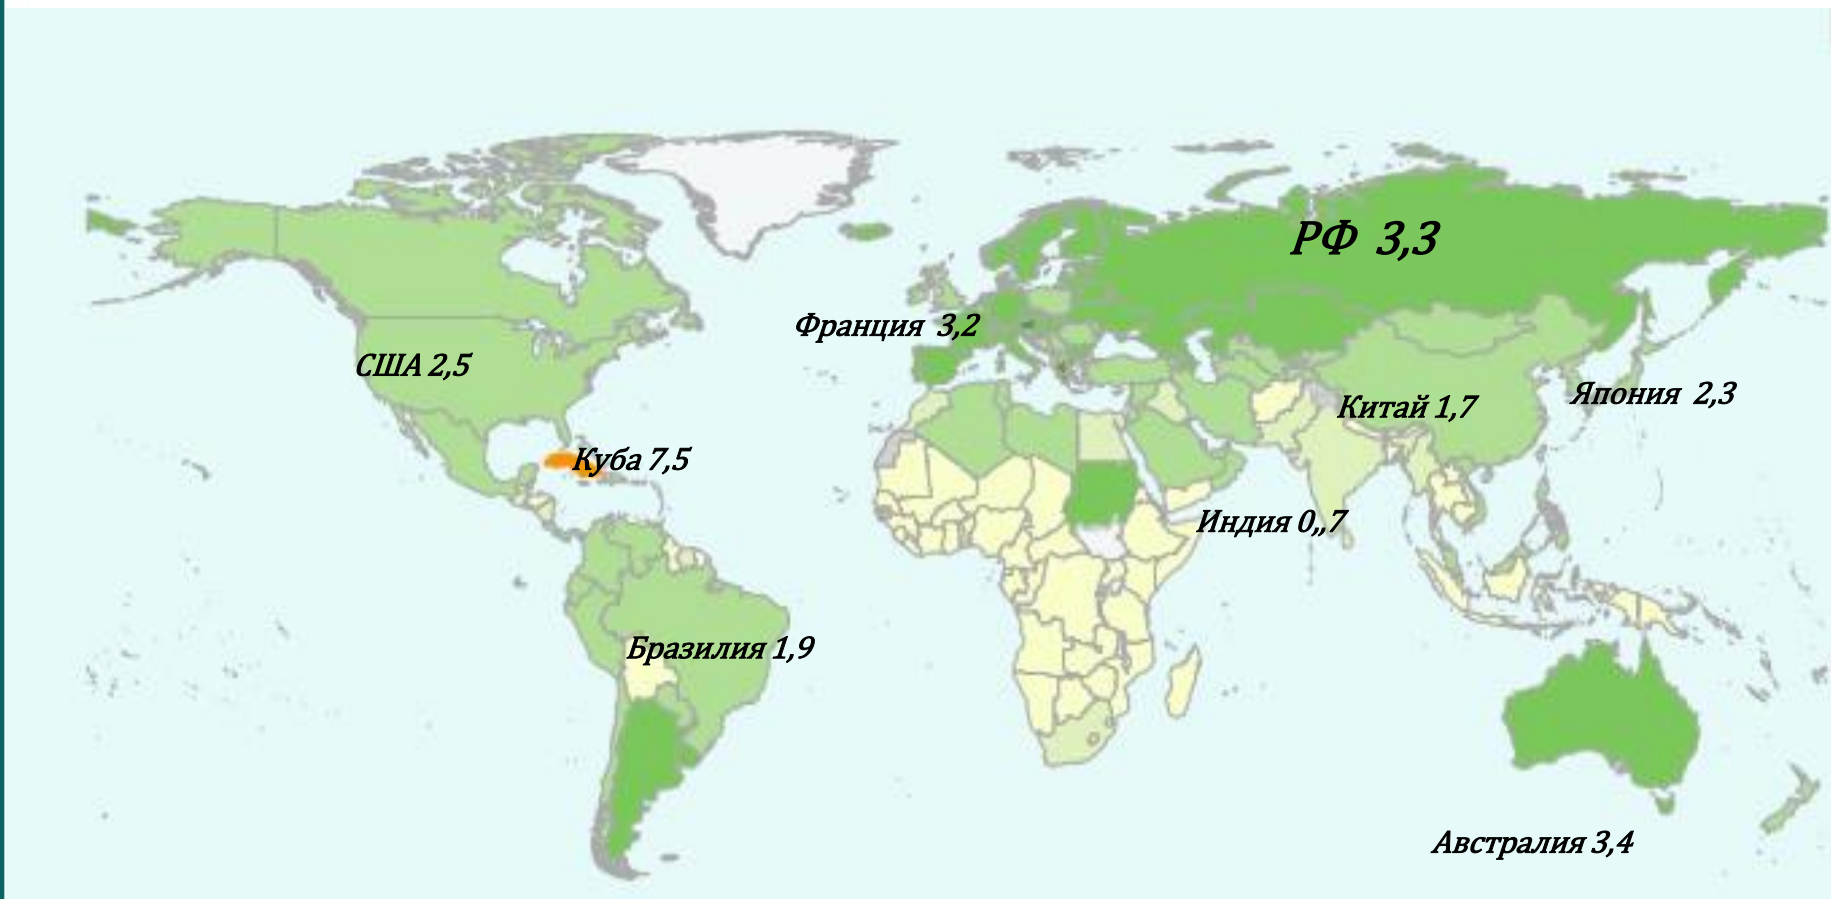 РФ 3,3
Франция 3,2
США 2,5
Япония 2,3
Китай 1,7
Куба 7,5
Индия 0,,7
Бразилия 1,9
Австралия 3,4